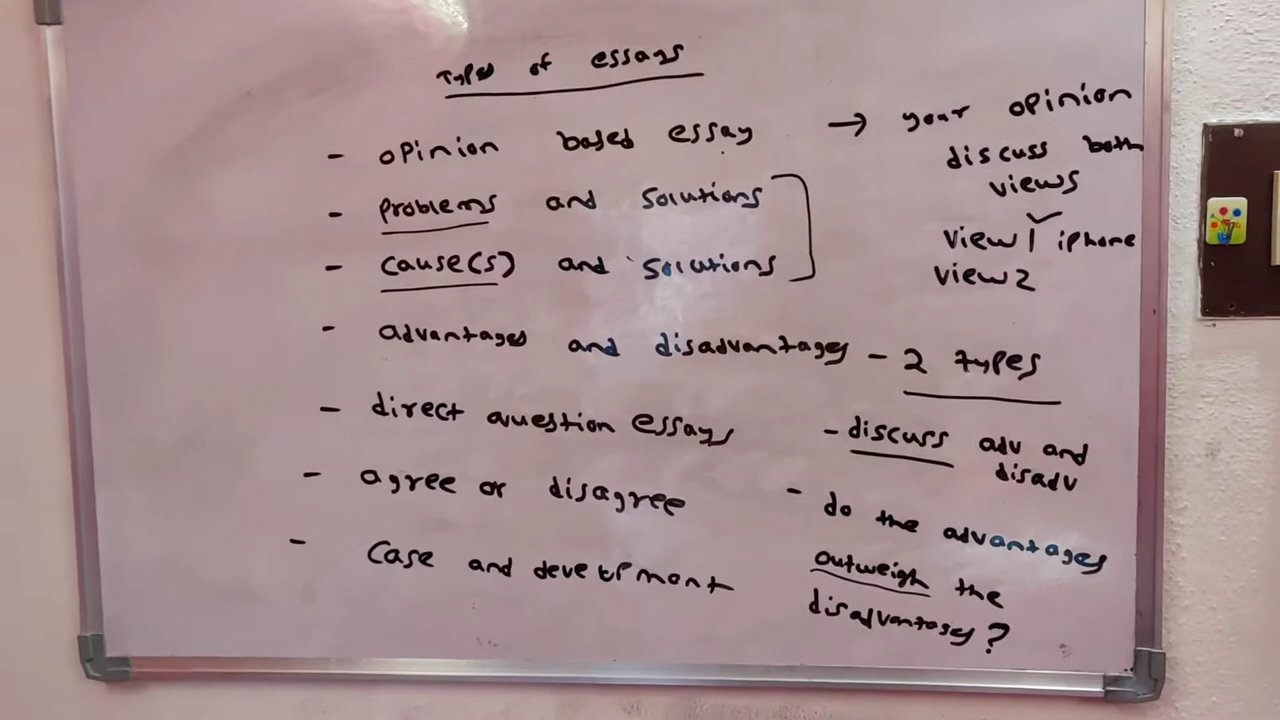 Types of essays
- opinion based essay → your opinion
discuss both
views
- problems and solutions
view 1 iphone
view 2
- cause(s) and solutions
- advantages and disadvantages - 2 types
- direct question essays
- discuss adv and
disadv
- agree or disagree
- do the advantages
outweigh the
disadvantages?
- Case and